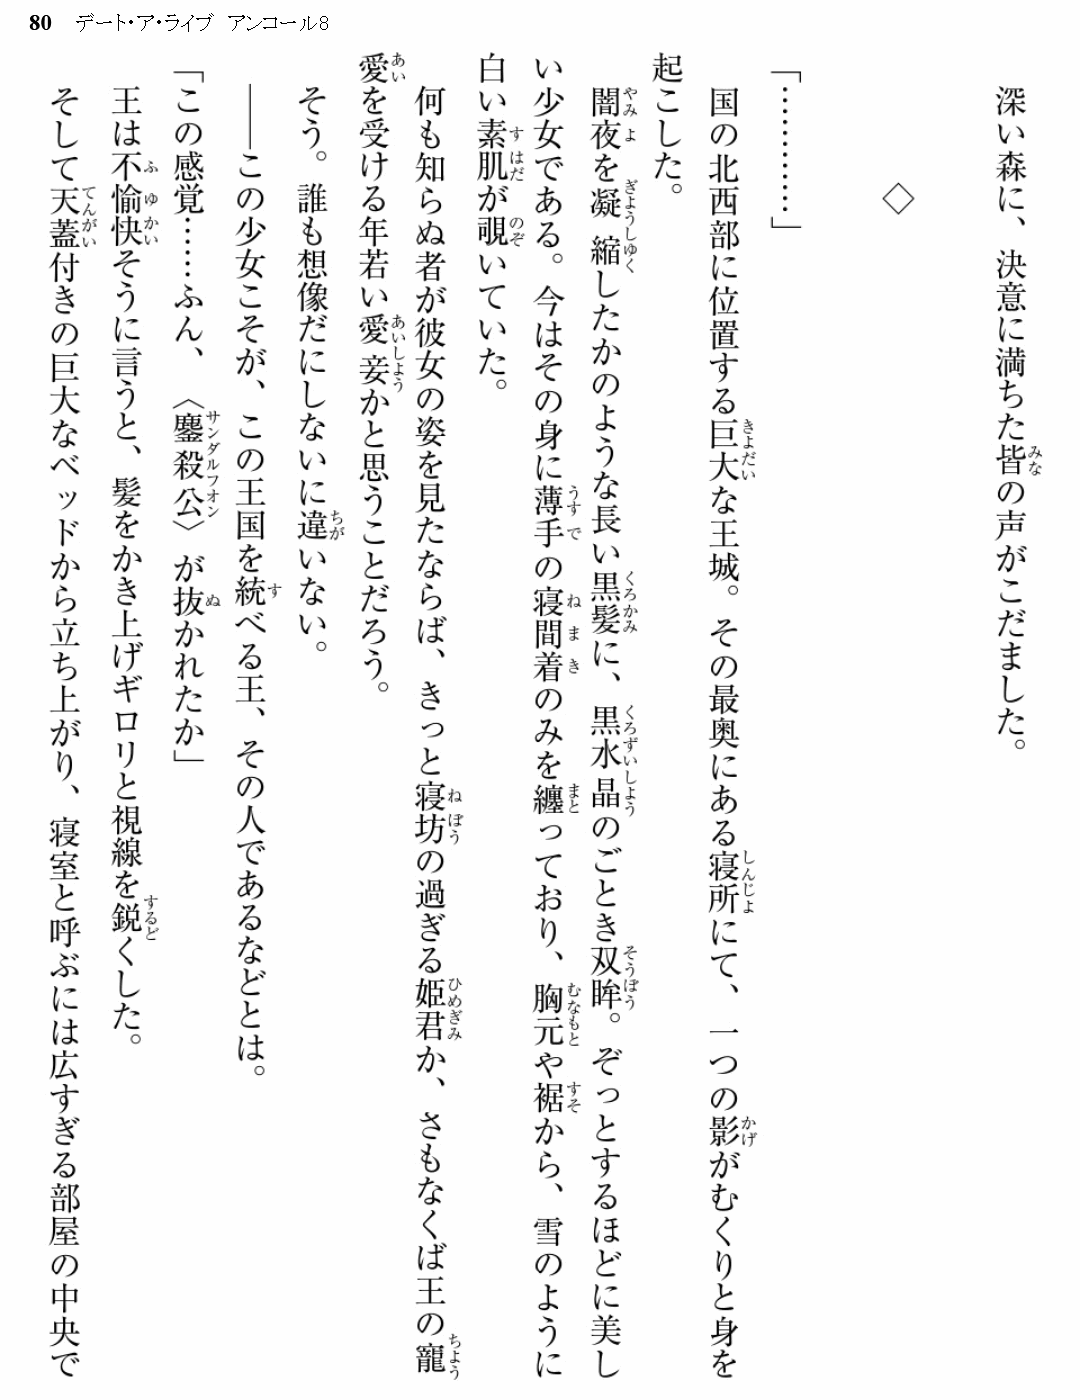 80 デート・ア・ライブ アンコール8
深い森に、決意に満ちた皆の声がこだました。
◇
「…………」
国の北西部に位置する巨大な王城。その最奥にある寝所にて、一つの影がむくりと身を
起こした。
闇夜を凝縮したかのような長い黒髪に、黒水晶のごとき双眸。ぞっとするほどに美し
い少女である。今はその身に薄手の寝間着のみを纏っており、胸元や裾から、雪のように
白い素肌が覗いていた。
何も知らぬ者が彼女の姿を見たならば、きっと寝坊の過ぎる姫君か、さもなくば王の寵
愛を受ける年若い愛妾かと思うことだろう。
そう。誰も想像だにしないに違いない。
――この少女こそが、この王国を統べる王、その人であるなどとは。
「この感覚……ふん、〈鏖殺公〉が抜かれたか」
王は不愉快そうに言うと、髪をかき上げギロリと視線を鋭くした。
そして天蓋付きの巨大なベッドから立ち上がり、寝室と呼ぶには広すぎる部屋の中央で